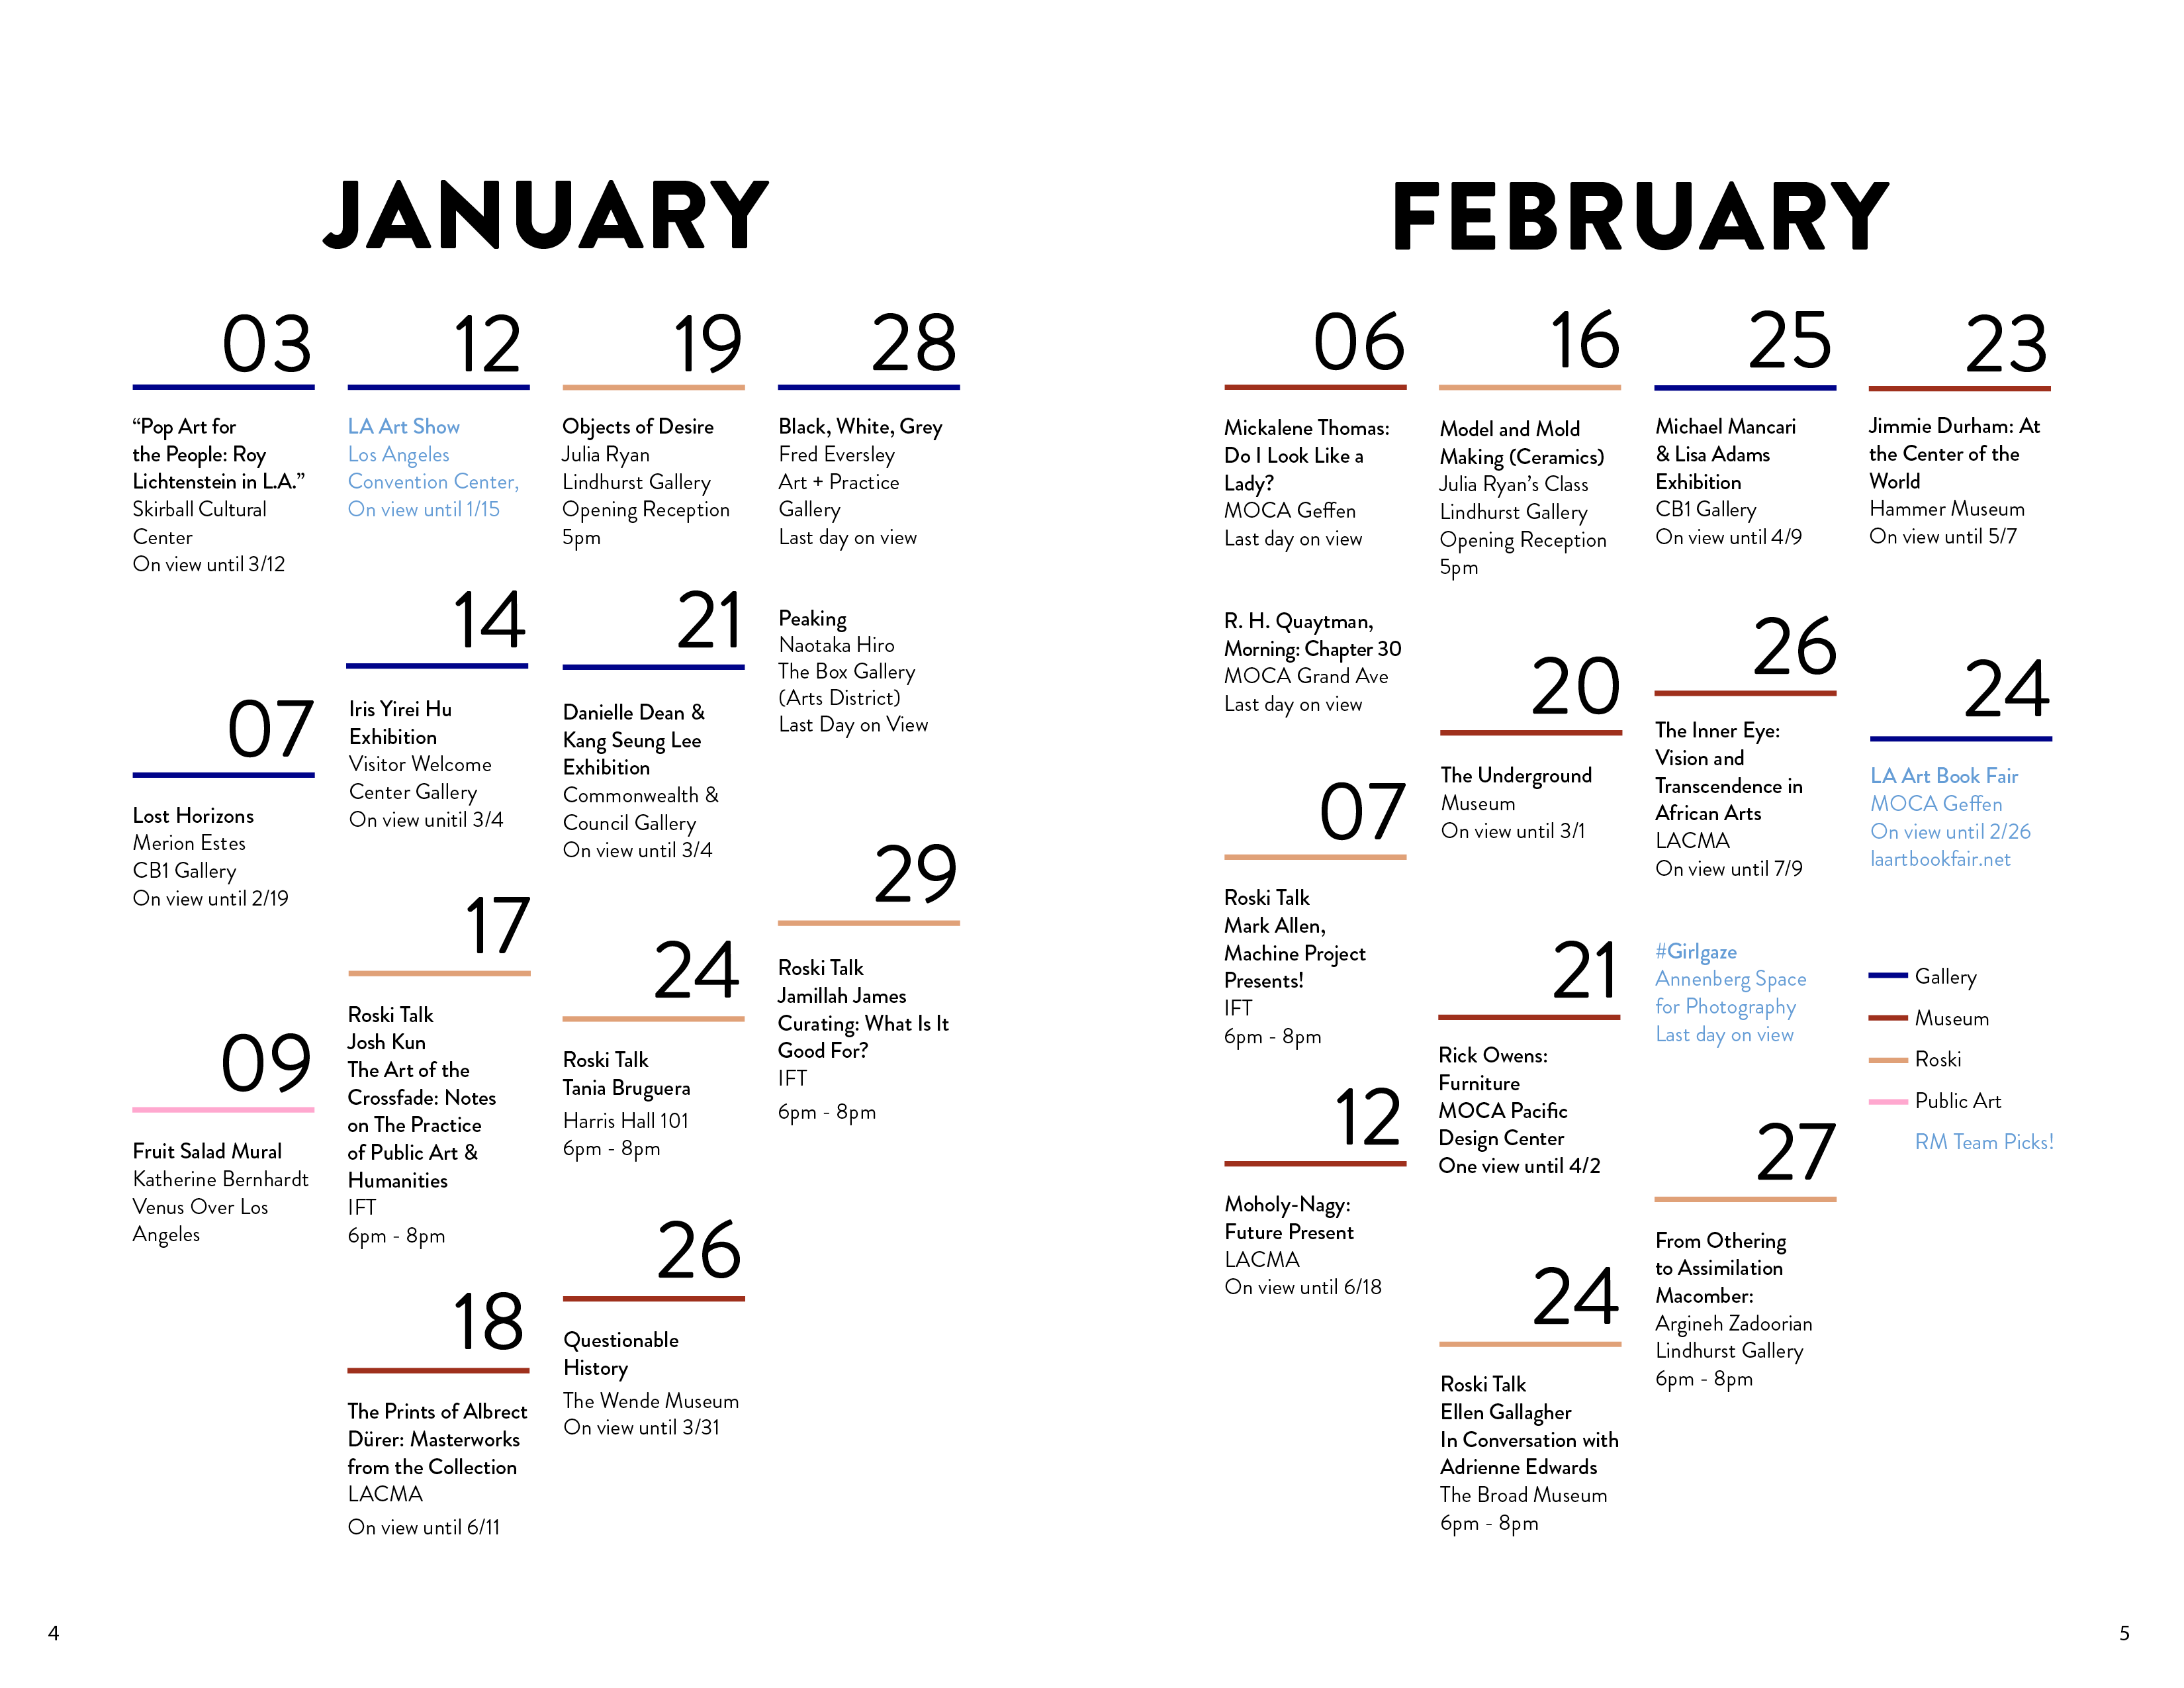 JANUARY
03
“Pop Art for
the People: Roy
Lichtenstein in L.A.”
Skirball Cultural
Center
On view until 3/12
07
Lost Horizons
Merion Estes
CB1 Gallery
On view until 2/19
09
Fruit Salad Mural
Katherine Bernhardt
Venus Over Los
Angeles
12
LA Art Show
Los Angeles
Convention Center,
On view until 1/15
14
Iris Yirei Hu
Exhibition
Visitor Welcome
Center Gallery
On view unitil 3/4
17
Roski Talk
Josh Kun
The Art of the
Crossfade: Notes
on The Practice
of Public Art &
Humanities
IFT
6pm - 8pm
18
The Prints of Albrect
Dürer: Masterworks
from the Collection
LACMA
On view until 6/11
19
Objects of Desire
Julia Ryan
Lindhurst Gallery
Opening Reception
5pm
21
Danielle Dean &
Kang Seung Lee
Exhibition
Commonwealth &
Council Gallery
On view until 3/4
24
Roski Talk
Tania Bruguera
Harris Hall 101
6pm - 8pm
26
Questionable
History
The Wende Museum
On view until 3/31
28
Black, White, Grey
Fred Eversley
Art + Practice
Gallery
Last day on view
Peaking
Naotaka Hiro
The Box Gallery
(Arts District)
Last Day on View
29
Roski Talk
Jamillah James
Curating: What Is It
Good For?
IFT
6pm - 8pm
4
FEBRUARY
06
Mickalene Thomas:
Do I Look Like a
Lady?
MOCA Geffen
Last day on view
R. H. Quaytman,
Morning: Chapter 30
MOCA Grand Ave
Last day on view
07
Roski Talk
Mark Allen,
Machine Project
Presents!
IFT
6pm - 8pm
12
Moholy-Nagy:
Future Present
LACMA
On view until 6/18
16
Model and Mold
Making (Ceramics)
Julia Ryan’s Class
Lindhurst Gallery
Opening Reception
5pm
20
The Underground
Museum
On view until 3/1
21
Rick Owens:
Furniture
MOCA Pacific
Design Center
One view until 4/2
24
Roski Talk
Ellen Gallagher
In Conversation with
Adrienne Edwards
The Broad Museum
6pm - 8pm
25
Michael Mancari
& Lisa Adams
Exhibition
CB1 Gallery
On view until 4/9
26
The Inner Eye:
Vision and
Transcendence in
African Arts
LACMA
On view until 7/9
#Girlgaze
Annenberg Space
for Photography
Last day on view
27
From Othering
to Assimilation
Macomber:
Argineh Zadoorian
Lindhurst Gallery
6pm - 8pm
23
Jimmie Durham: At
the Center of the
World
Hammer Museum
On view until 5/7
24
LA Art Book Fair
MOCA Geffen
On view until 2/26
laartbookfair.net
Gallery
Museum
Roski
Public Art
RM Team Picks!
5